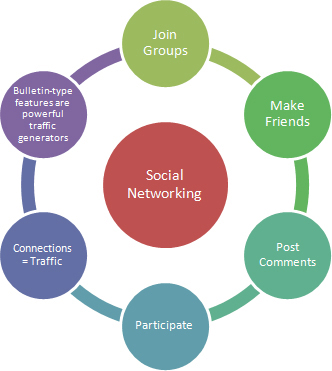 Join
Groups
Make
Friends
Post
Comments
Participate
Connections
= Traffic
Bulletin-type
features are
powerful
traffic
generators
Social
Networking